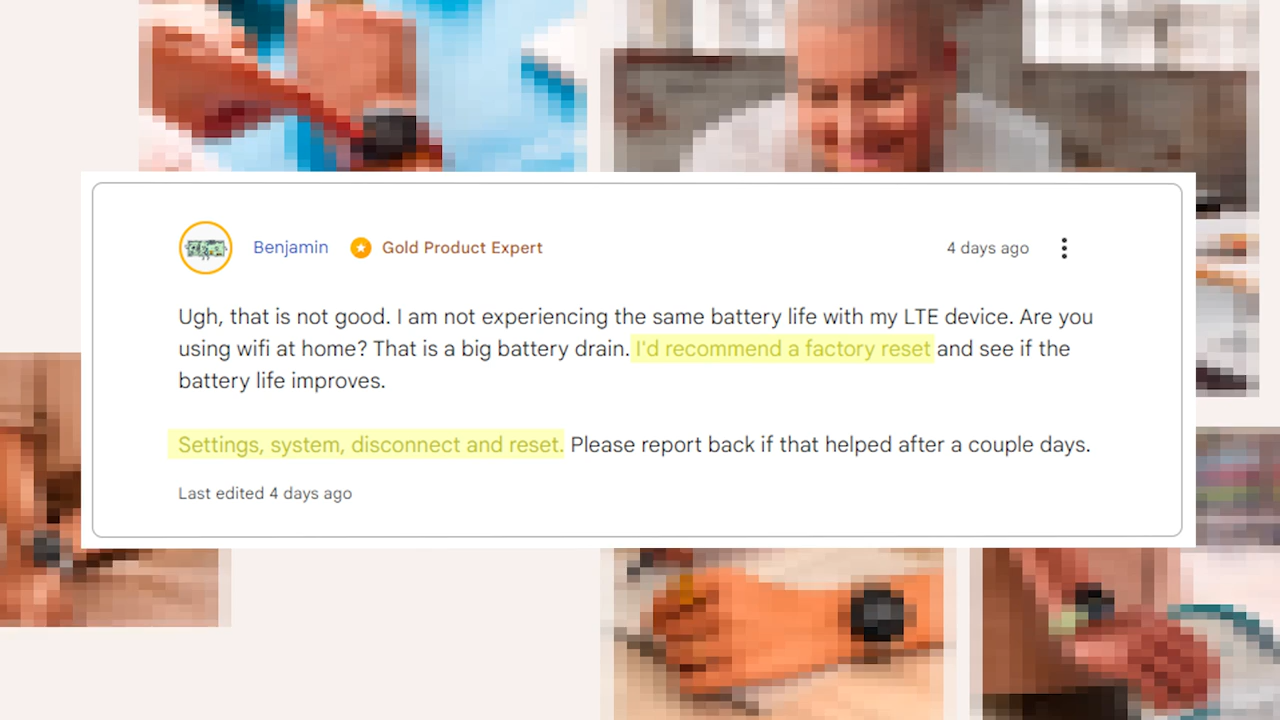 Benjamin Gold Product Expert 4 days ago
Ugh, that is not good. I am not experiencing the same battery life with my LTE device. Are you
using wifi at home? That is a big battery drain. I'd recommend a factory reset and see if the
battery life improves.
Settings, system, disconnect and reset. Please report back if that helped after a couple days.
Last edited 4 days ago